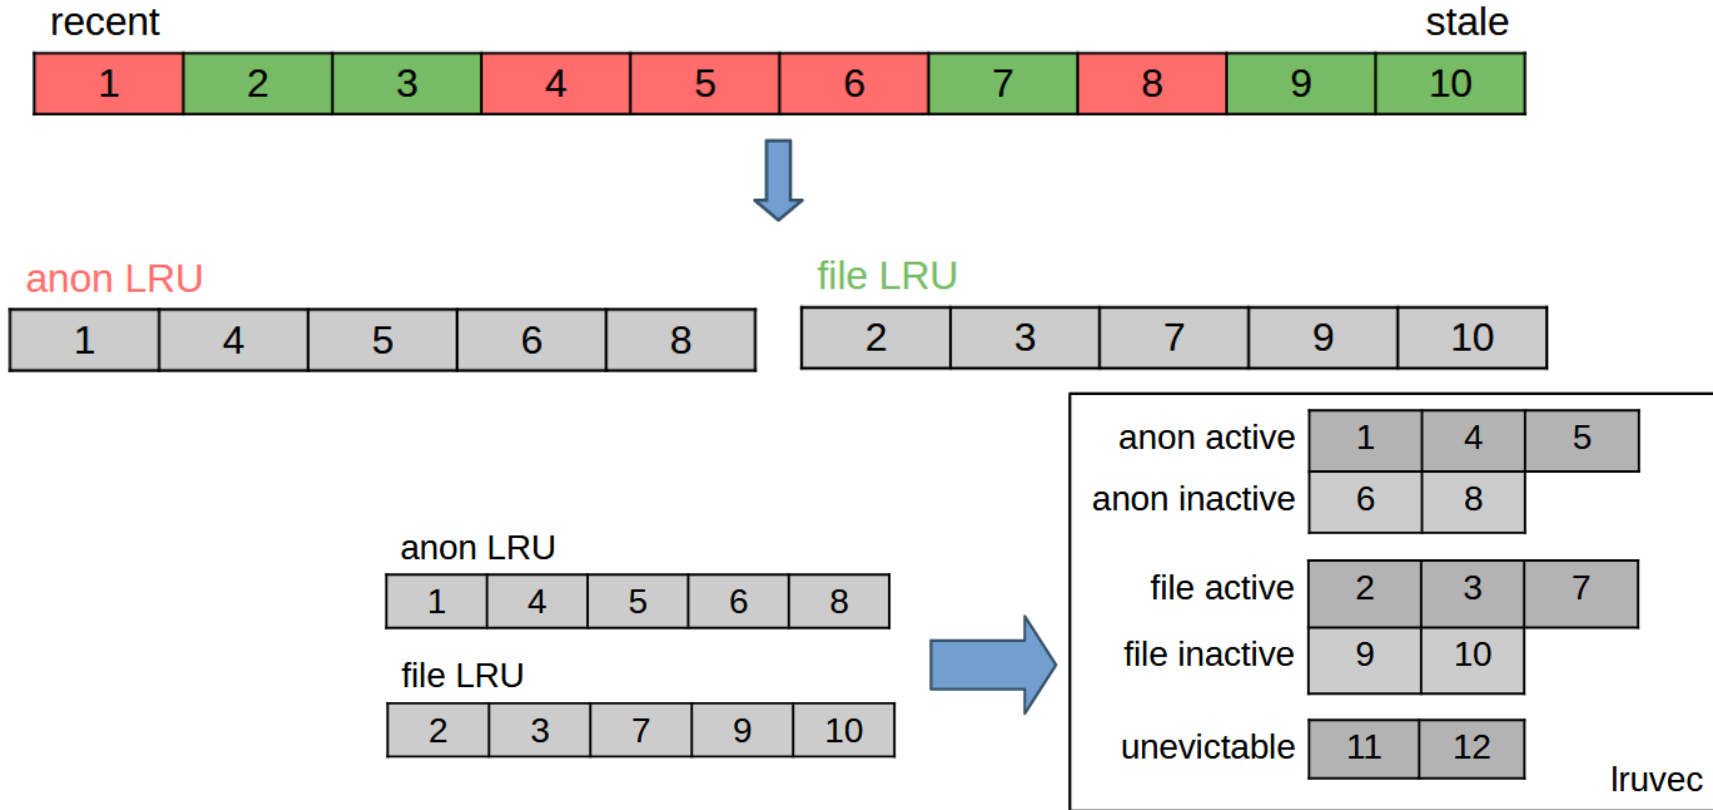 recent stale
1 2 3 4 5 6 7 8 9 10
anon LRU
1 4 5 6 8
file LRU
2 3 7 9 10
anon LRU
1 4 5 6 8
file LRU
2 3 7 9 10
anon active 1 4 5
anon inactive 6 8
file active 2 3 7
file inactive 9 10
unevictable 11 12
lruvec